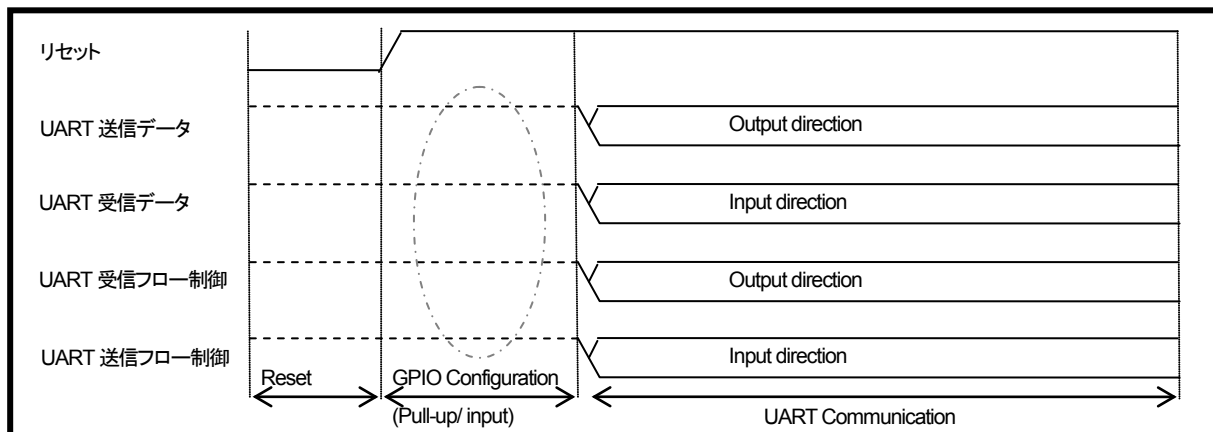 リセット
UART 送信データ
Output direction
UART 受信データ
Input direction
UART 受信フロー制御
Output direction
UART 送信フロー制御
Input direction
Reset
GPIO Configuration
(Pull-up/ input)
UART Communication